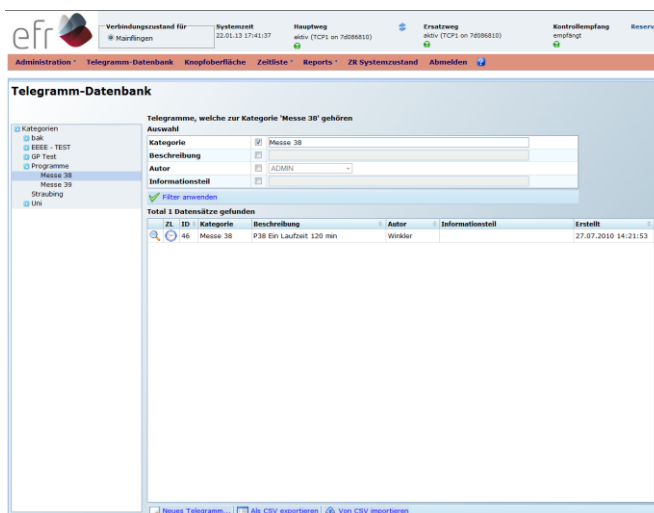 efr
Verbindungszustand für
Mainflingen
Systemzeit
22.01.13 17:41:37
Hauptweg
aktiv (TCP1 on 7d086810)
Ersatzweg
aktiv (TCP1 on 7d086810)
Kontrollempfang
empfängt
Reserv
Administration Telegramm-Datenbank Knopfoberfläche Zeitliste Reports ZR Systemzustand Abmelden ?
Telegramm-Datenbank
Kategorien
bak
EEEE - TEST
GP Test
Programme
Messe 38
Messe 39
Straubing
Uni
Telegramme, welche zur Kategorie 'Messe 38' gehören
Auswahl
Kategorie Messe 38
Beschreibung
Autor ADMIN
Informationsteil
Filter anwenden
Total 1 Datensätze gefunden
ZL ID Kategorie Beschreibung Autor Informationsteil Erstellt
46 Messe 38 P38 Ein Laufzeit 120 min Winkler 27.07.2010 14:21:53
Neues Telegramm... Als CSV exportieren Von CSV importieren